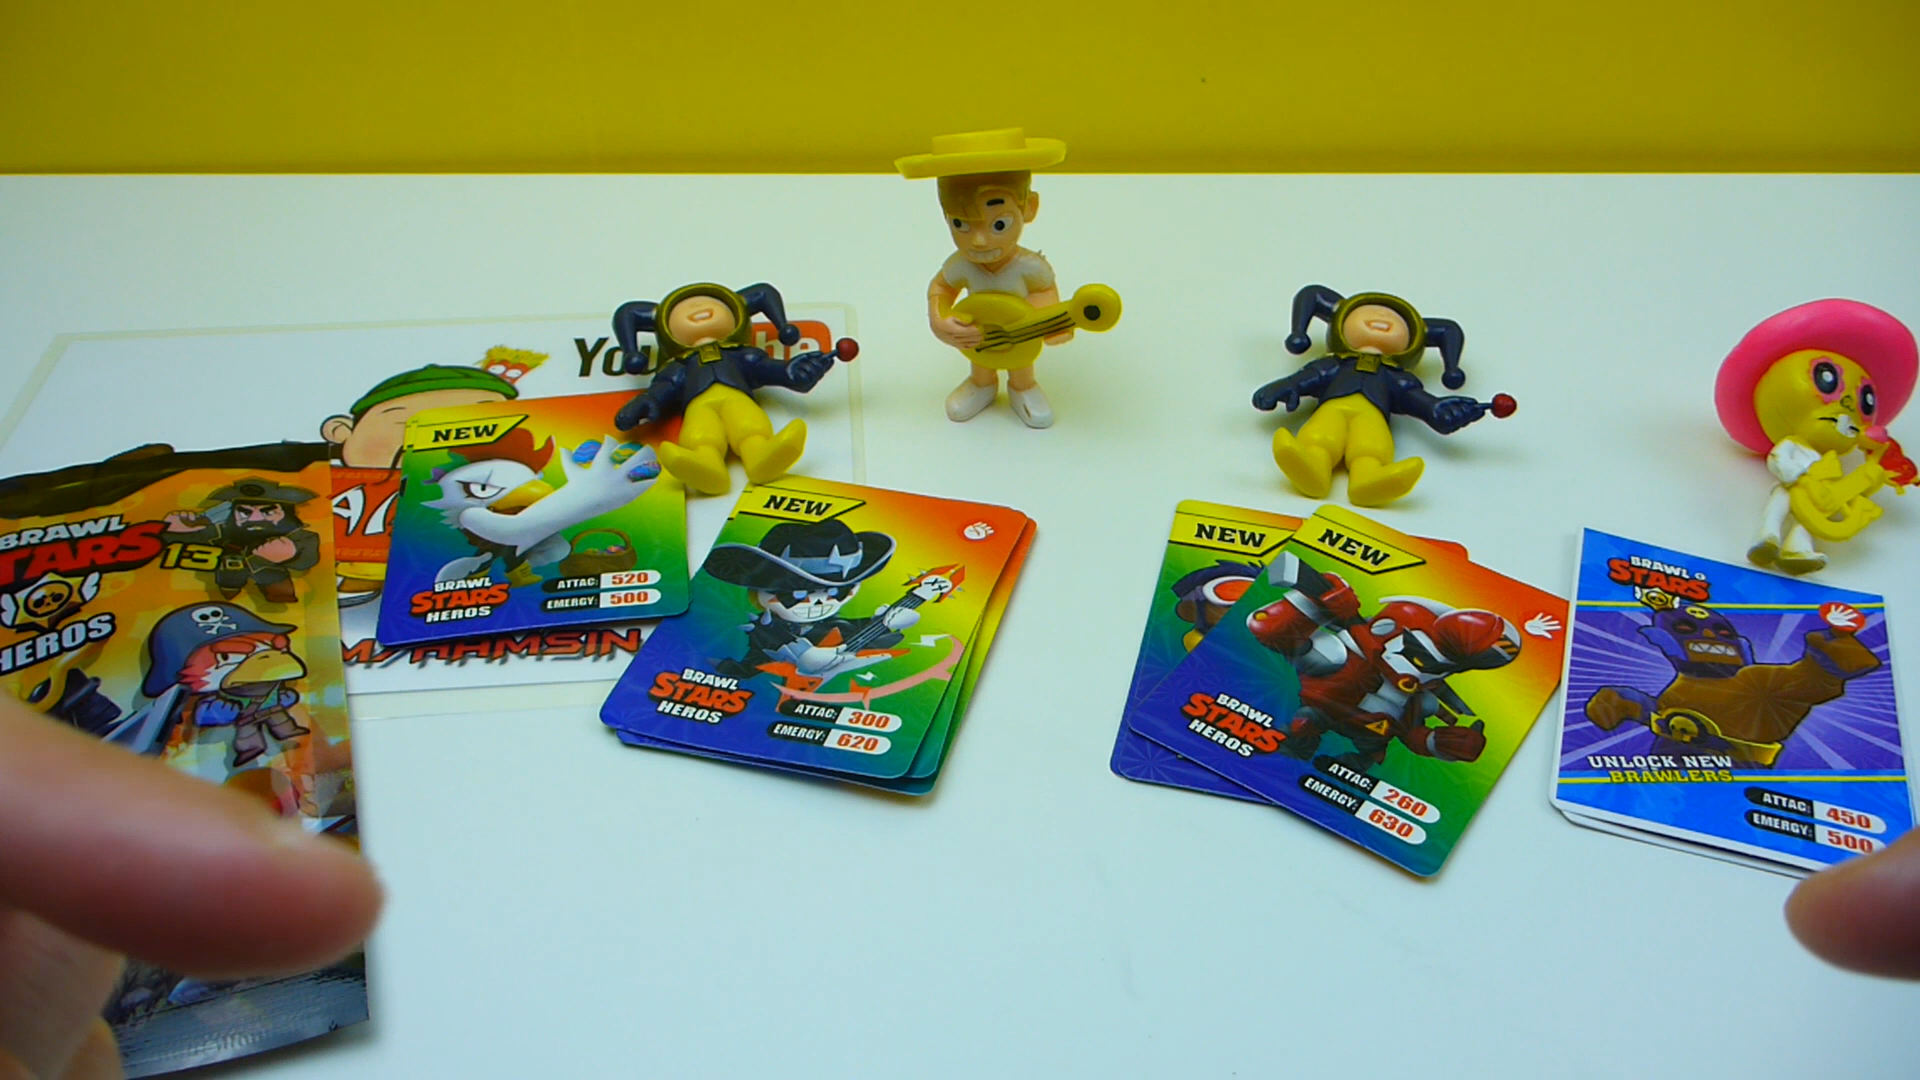 YouTube
BRAWL
STARS
13
HEROS
NEW
BRAWL
STARS
HEROS
ATTAC: 520
EMERGY: 500
NEW
BRAWL
STARS
HEROS
ATTAC: 300
EMERGY: 620
NEW
NEW
BRAWL
STARS
HEROS
ATTAC: 260
EMERGY: 630
BRAWL
STARS
UNLOCK NEW
BRAWLERS
ATTAC: 450
EMERGY: 500